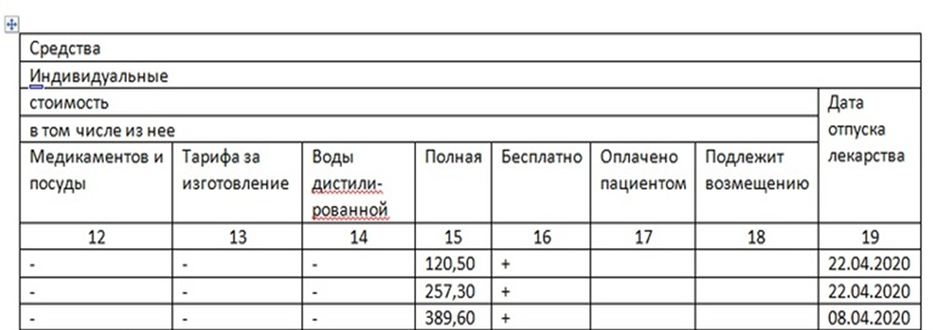 Средства
Индивидуальные
стоимость
Дата отпуска лекарства
в том числе из нее
Медикаментов и посуды
Тарифа за изготовление
Воды дистили-рованной
Полная
Бесплатно
Оплачено пациентом
Подлежит возмещению
12 13 14 15 16 17 18 19
- - - 120,50 + 22.04.2020
- - - 257,30 + 22.04.2020
- - - 389,60 + 08.04.2020